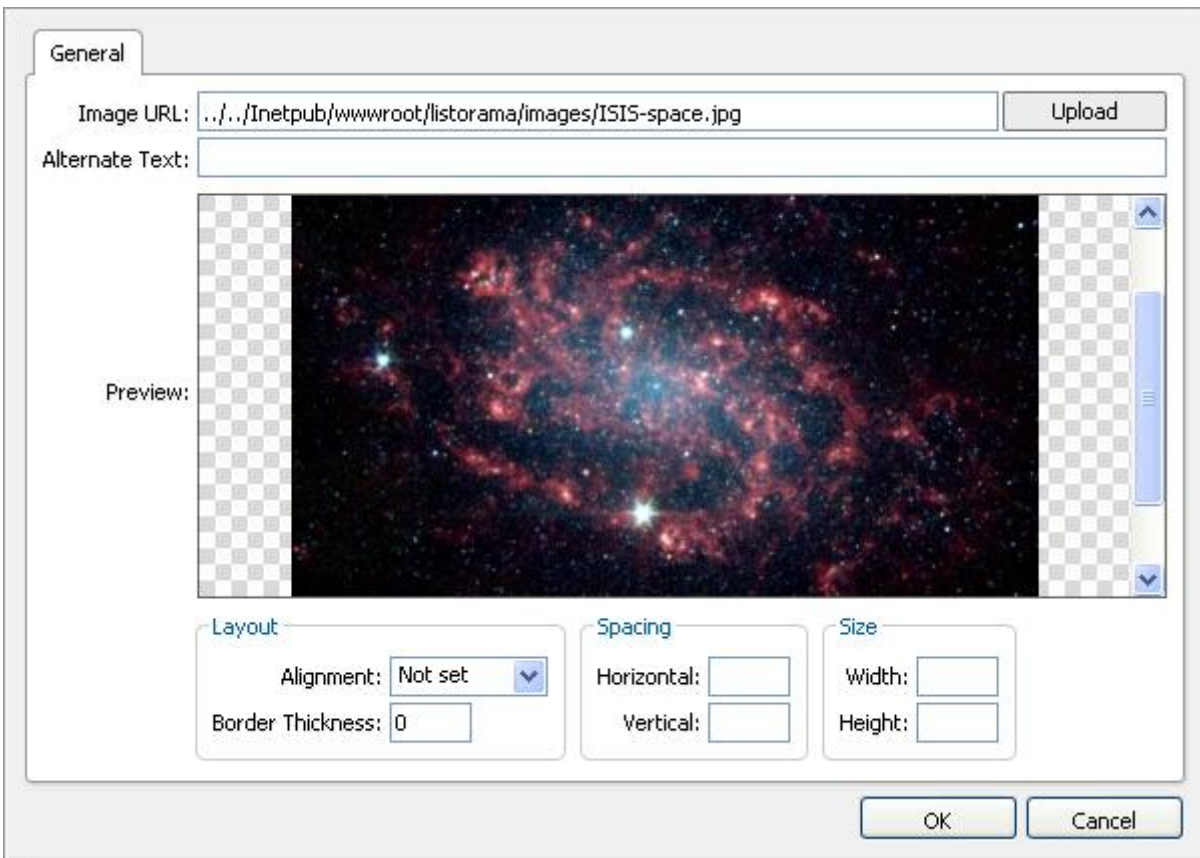 General
Image URL: ../../Inetpub/wwwroot/listorama/images/ISIS-space.jpg Upload
Alternate Text:
Preview:
Layout Spacing Size
Alignment: Not set Horizontal: Width:
Border Thickness: 0 Vertical: Height:
OK Cancel